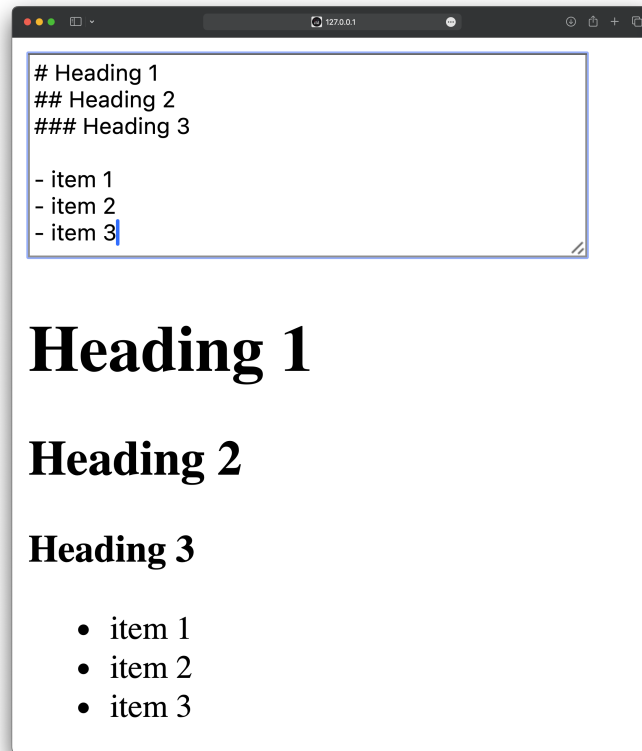 127.0.0.1
# Heading 1
## Heading 2
### Heading 3
- item 1
- item 2
- item 3
Heading 1
Heading 2
Heading 3
• item 1
• item 2
• item 3